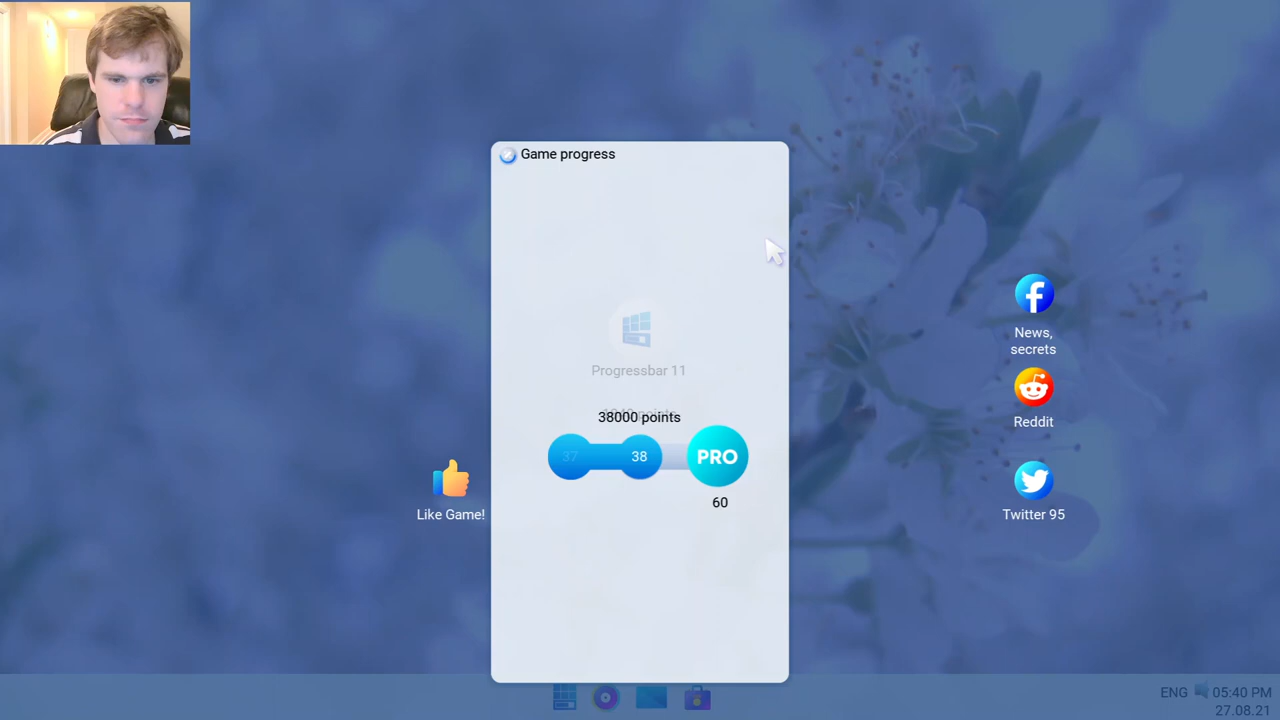 Game progress
Progressbar 11
38000 points
37
38
PRO
60
Like Game!
News,
secrets
Reddit
Twitter 95
ENG
05:40 PM
27.08.21